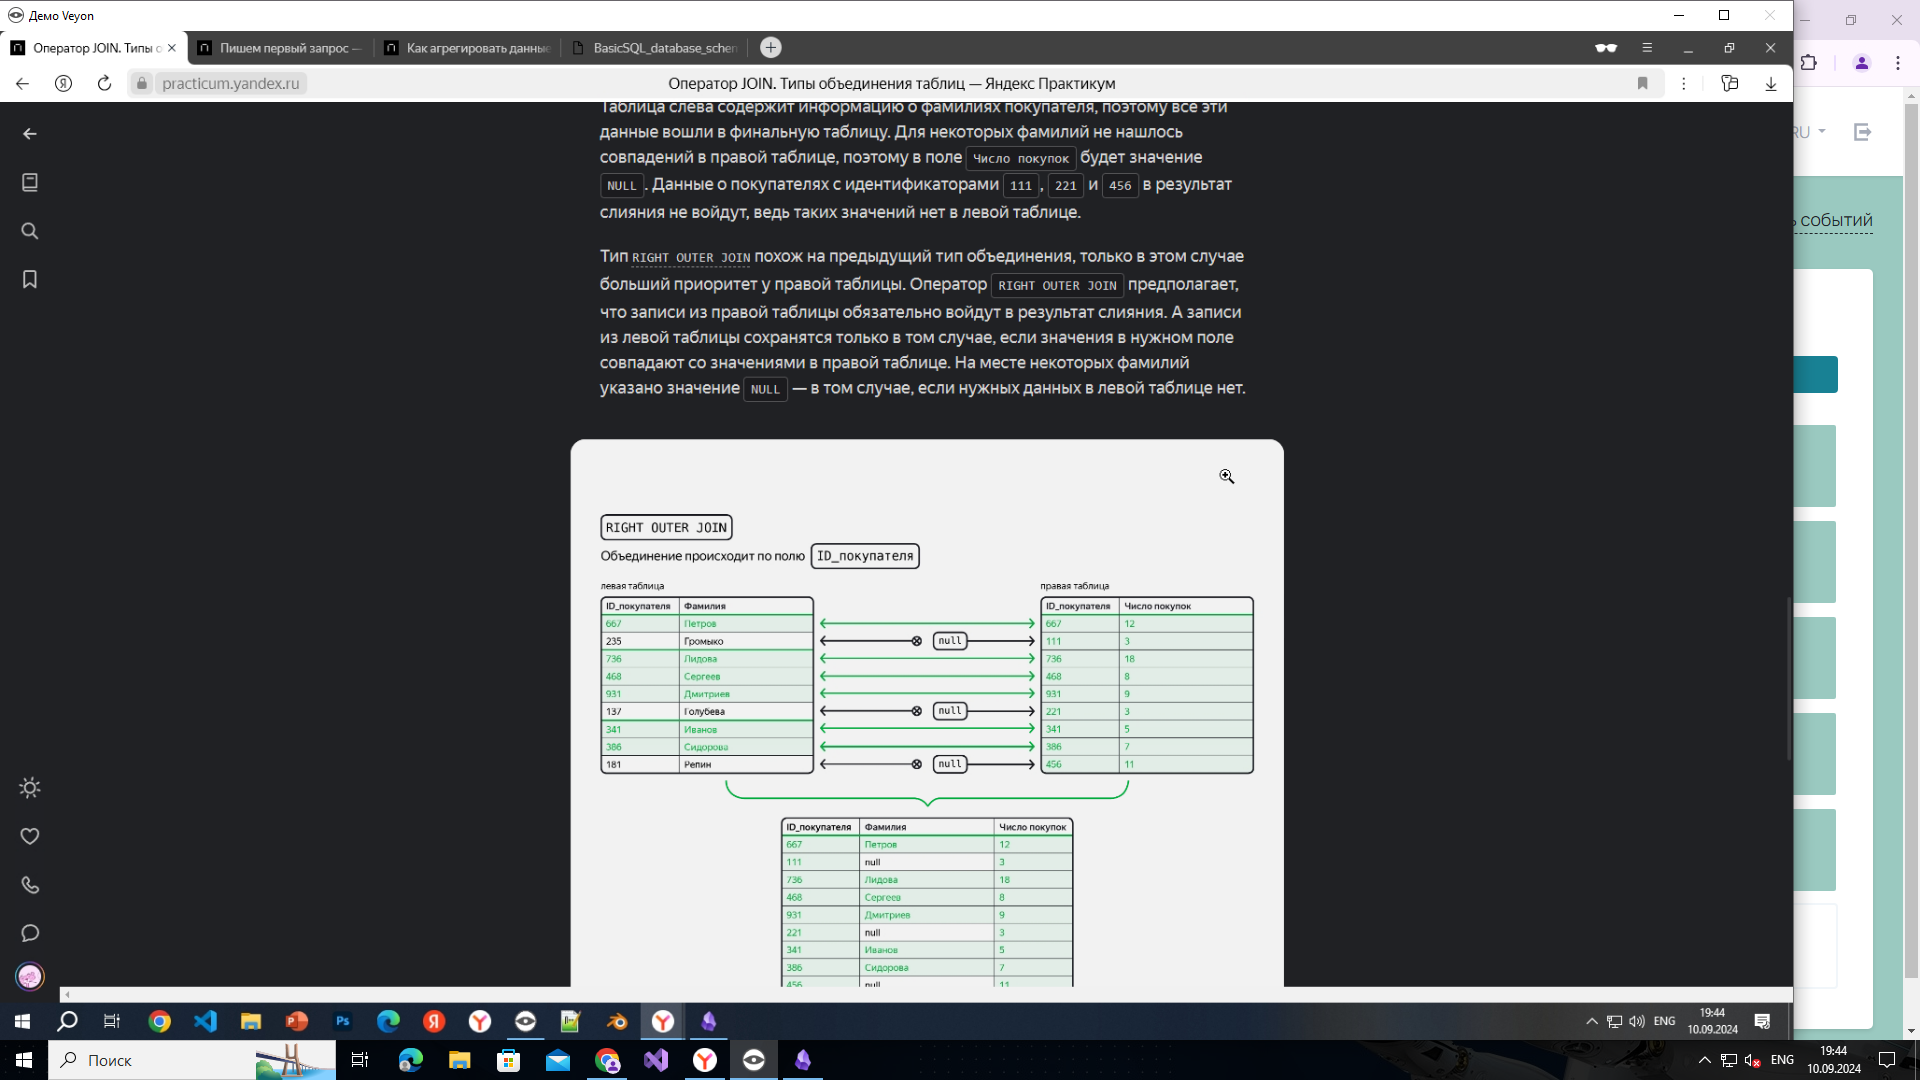 Демо Veyon
Оператор JOIN. Типы о
Пишем первый запрос —
Как агрегировать данные
BasicSQL_database_schem
practicum.yandex.ru
Оператор JOIN. Типы объединения таблиц — Яндекс Практикум
Таблица слева содержит информацию о фамилиях покупателя, поэтому все эти
данные вошли в финальную таблицу. Для некоторых фамилий не нашлось
совпадений в правой таблице, поэтому в поле Число покупок будет значение
NULL. Данные о покупателях с идентификаторами 111, 221 и 456 в результат
слияния не войдут, ведь таких значений нет в левой таблице.
Тип RIGHT OUTER JOIN похож на предыдущий тип объединения, только в этом случае
больший приоритет у правой таблицы. Оператор RIGHT OUTER JOIN предполагает,
что записи из правой таблицы обязательно войдут в результат слияния. А записи
из левой таблицы сохранятся только в том случае, если значения в нужном поле
совпадают со значениями в правой таблице. На месте некоторых фамилий
указано значение NULL — в том случае, если нужных данных в левой таблице нет.
RIGHT OUTER JOIN
Объединение происходит по полю ID_покупателя
левая таблица
правая таблица
ID_покупателя Фамилия ID_покупателя Число покупок
667 Петров 667 12
235 Громыко null 111 3
736 Лидова 736 18
468 Сергеев 468 8
931 Дмитриев 931 9
137 Голубева null 221 3
341 Иванов 341 5
386 Сидорова 386 7
181 Репин null 456 11
ID_покупателя Фамилия Число покупок
667 Петров 12
111 null 3
736 Лидова 18
468 Сергеев 8
931 Дмитриев 9
221 null 3
341 Иванов 5
386 Сидорова 7
456 null 11
RU
ь событий
ENG
19:44
10.09.2024
Поиск
ENG
19:44
10.09.2024